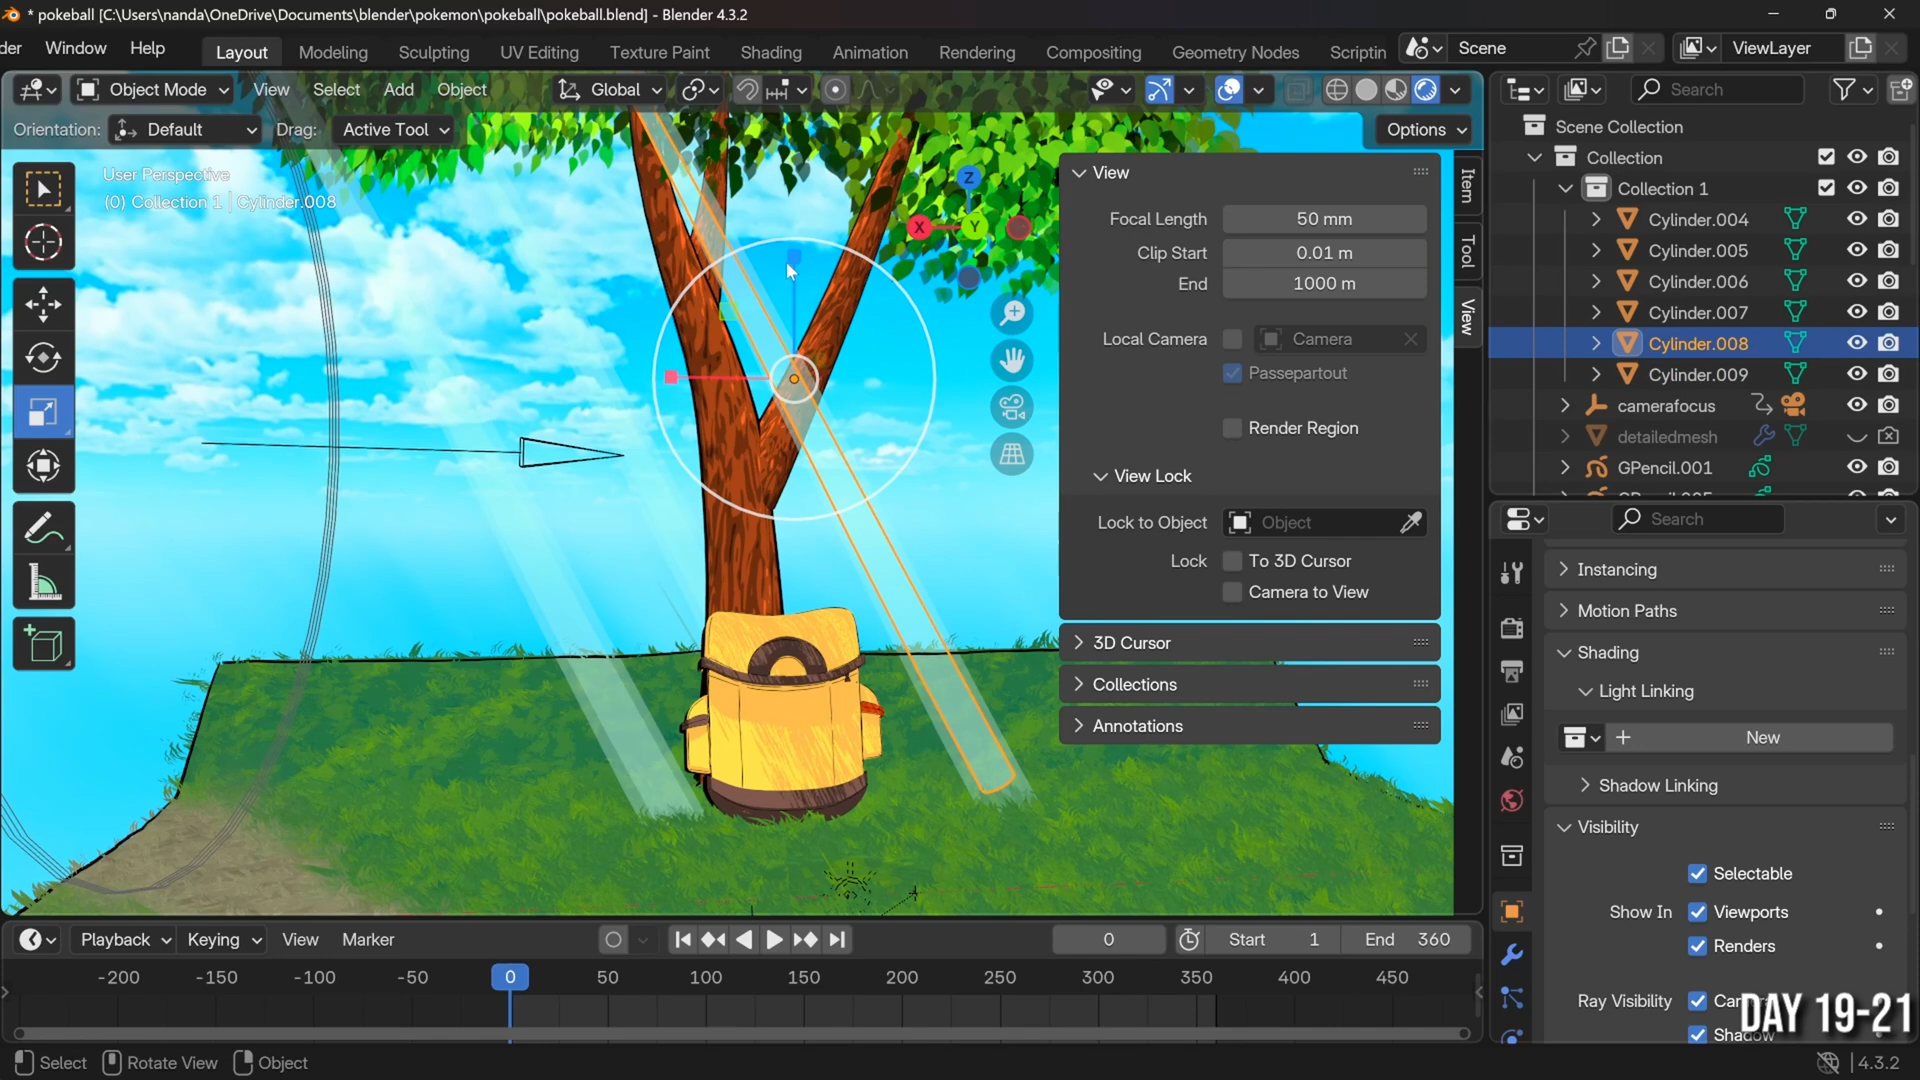 * pokeball [C:\Users\nanda\OneDrive\Documents\blender\pokemon\pokeball\pokeball.blend] - Blender 4.3.2
der Window Help Layout Modeling Sculpting UV Editing Texture Paint Shading Animation Rendering Compositing Geometry Nodes Scriptin Scene ViewLayer
Object Mode View Select Add Object Global
Search
Orientation: Default Drag: Active Tool Options
User Perspective
(0) Collection 1 | Cylinder.008
Z
X
Y
View
Focal Length 50 mm
Clip Start 0.01 m
End 1000 m
Local Camera Camera
Passepartout
Render Region
View Lock
Lock to Object Object
Lock To 3D Cursor
Camera to View
3D Cursor
Collections
Annotations
Item
Tool
View
Scene Collection
Collection
Collection 1
Cylinder.004
Cylinder.005
Cylinder.006
Cylinder.007
Cylinder.008
Cylinder.009
camerafocus
detailedmesh
GPencil.001
Search
Instancing
Motion Paths
Shading
Light Linking
New
Shadow Linking
Visibility
Selectable
Show In Viewports
Renders
Ray Visibility
DAY 19-21
Shadow
Playback Keying View Marker 0 Start 1 End 360
-200 -150 -100 -50 0 50 100 150 200 250 300 350 400 450
Select Rotate View Object 4.3.2